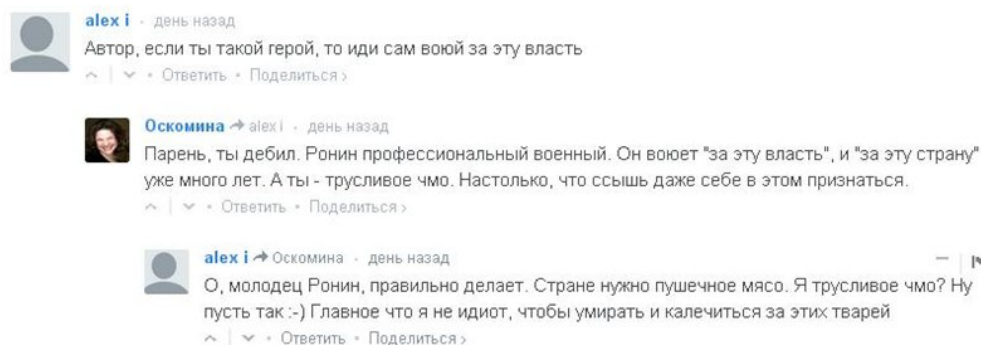 alex i · день назад
Автор, если ты такой герой, то иди сам воюй за эту власть
Ответить • Поделиться ›
Оскомина → alex i · день назад
Парень, ты дебил. Ронин профессиональный военный. Он воюет "за эту власть", и "за эту страну"
уже много лет. А ты - трусливое чмо. Настолько, что ссышь даже себе в этом признаться.
Ответить • Поделиться ›
alex i → Оскомина · день назад
О, молодец Ронин, правильно делает. Стране нужно пушечное мясо. Я трусливое чмо? Ну
пусть так :-) Главное что я не идиот, чтобы умирать и калечиться за этих тварей
Ответить • Поделиться ›